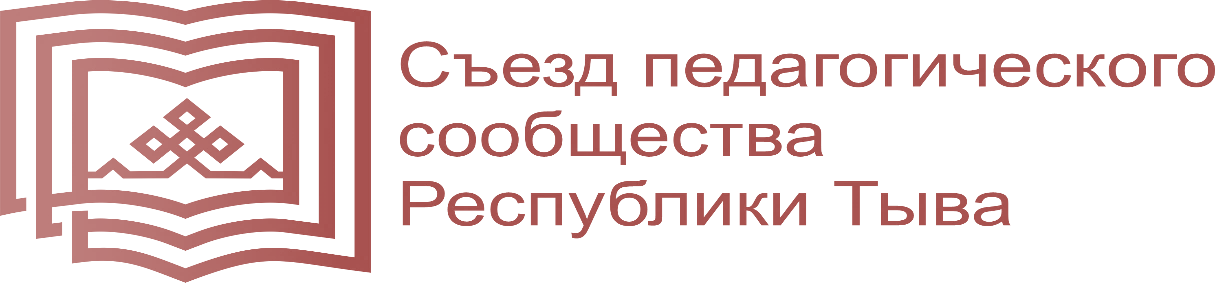 Съезд педагогического
сообщества
Республики Тыва